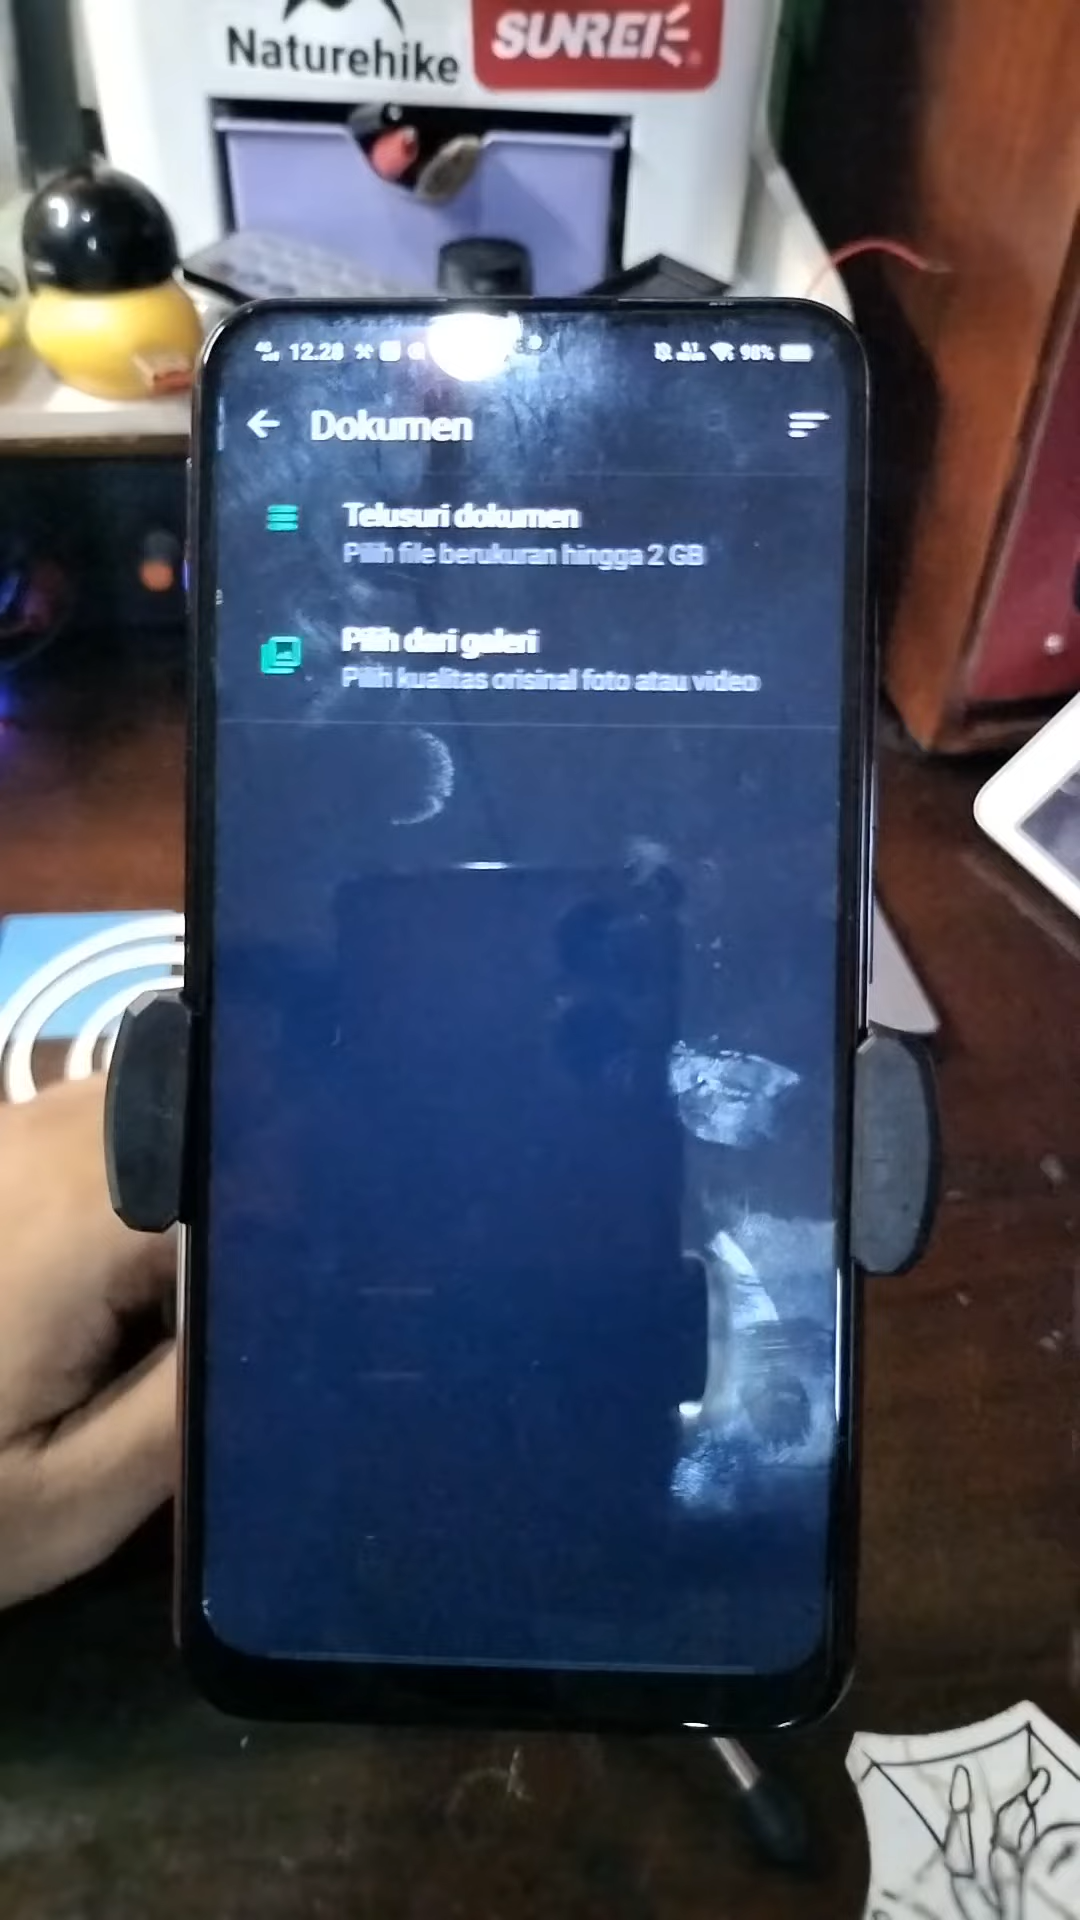 Naturehike
SUNREI
12.28
98%
Dokumen
Telusuri dokumen
Pilih file berukuran hingga 2 GB
Pilih dari galeri
Pilih kualitas orisinal foto atau video